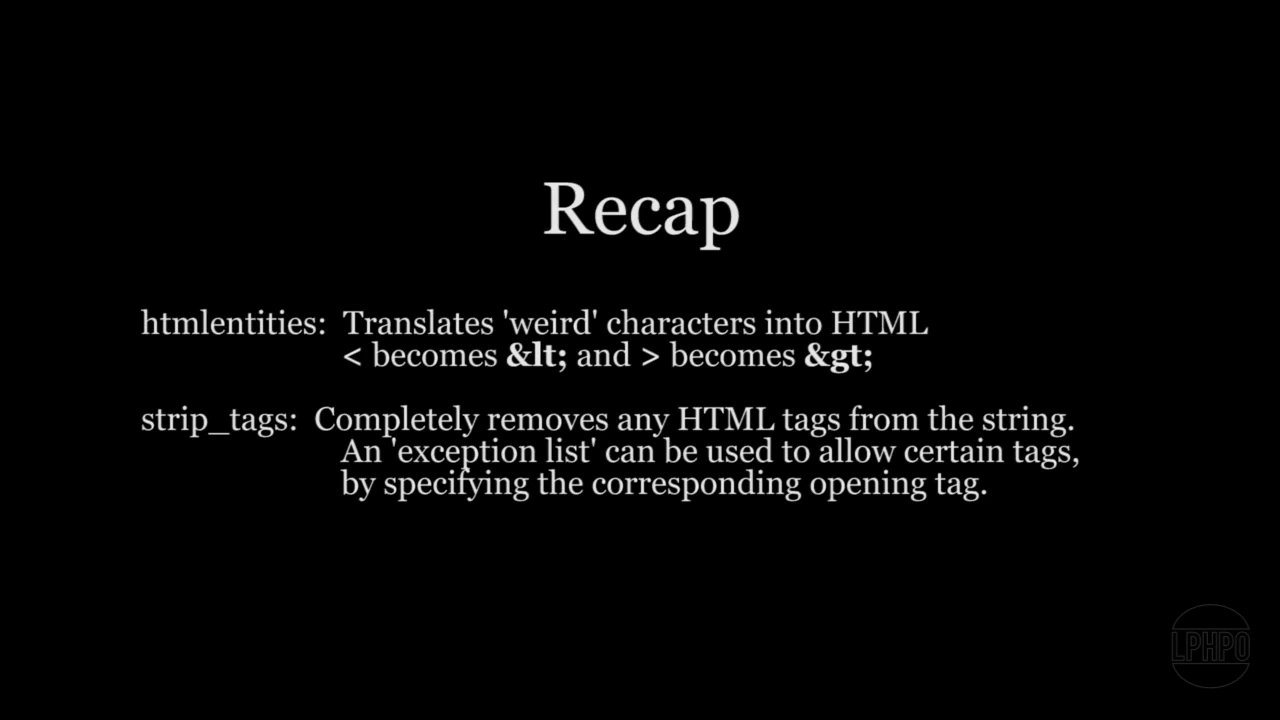 Recap
htmlentities: Translates 'weird' characters into HTML
< becomes &lt; and > becomes &gt;
strip_tags: Completely removes any HTML tags from the string.
An 'exception list' can be used to allow certain tags,
by specifying the corresponding opening tag.
LPHPO